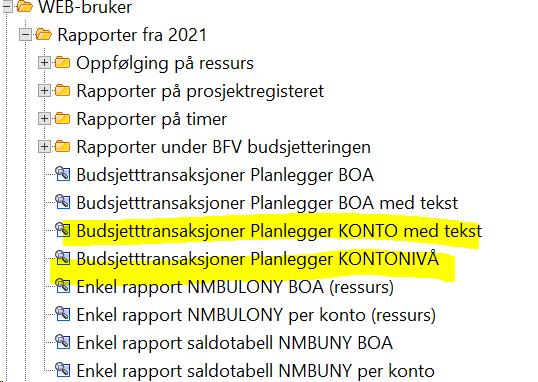 WEB-bruker
Rapporter fra 2021
Oppfølging på ressurs
Rapporter på prosjektregisteret
Rapporter på timer
Rapporter under BFV budsjetteringen
Budsjetttransaksjoner Planlegger BOA
Budsjetttransaksjoner Planlegger BOA med tekst
Budsjetttransaksjoner Planlegger KONTO med tekst
Budsjetttransaksjoner Planlegger KONTONIVÅ
Enkel rapport NMBULONY BOA (ressurs)
Enkel rapport NMBULONY per konto (ressurs)
Enkel rapport saldotabell NMBUNY BOA
Enkel rapport saldotabell NMBUNY per konto